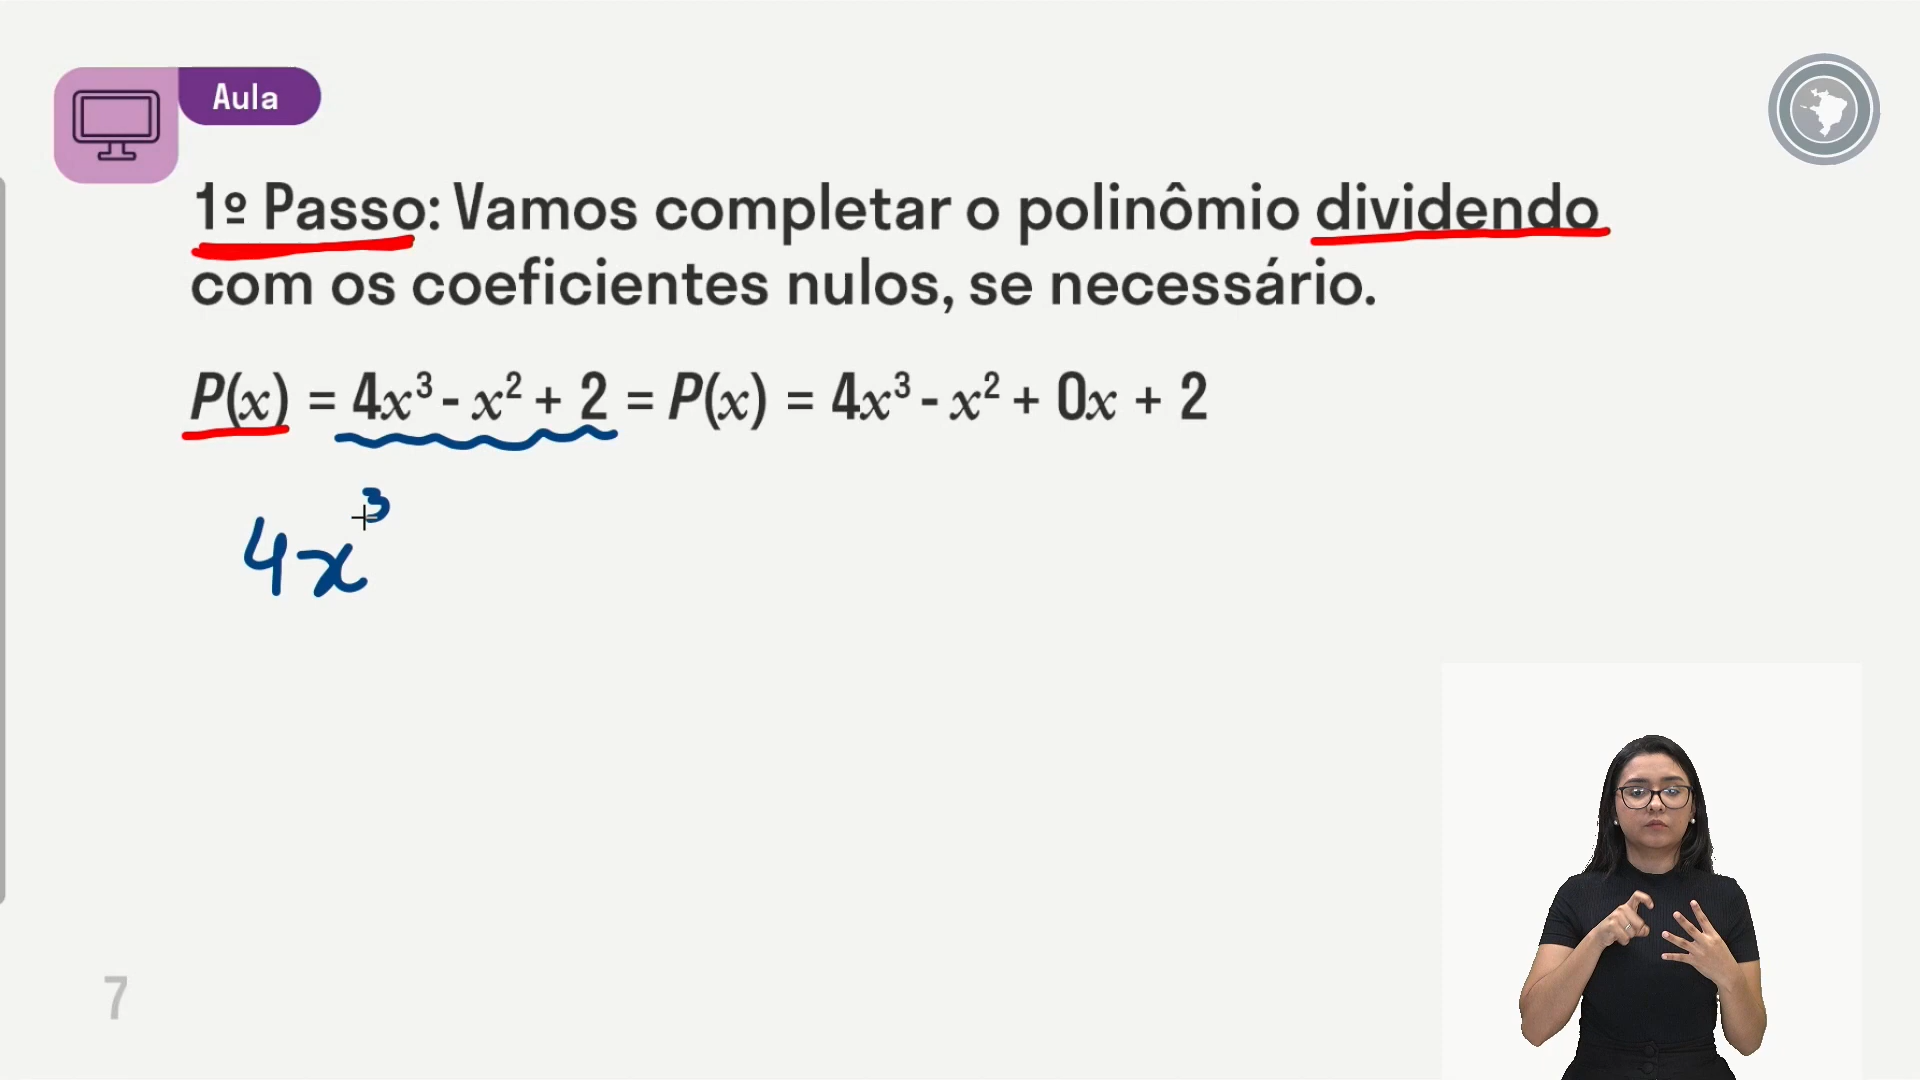 Aula
1º Passo: Vamos completar o polinômio dividendo
com os coeficientes nulos, se necessário.
P(x) = 4x³ - x² + 2 = P(x) = 4x³ - x² + 0x + 2
4x³
7